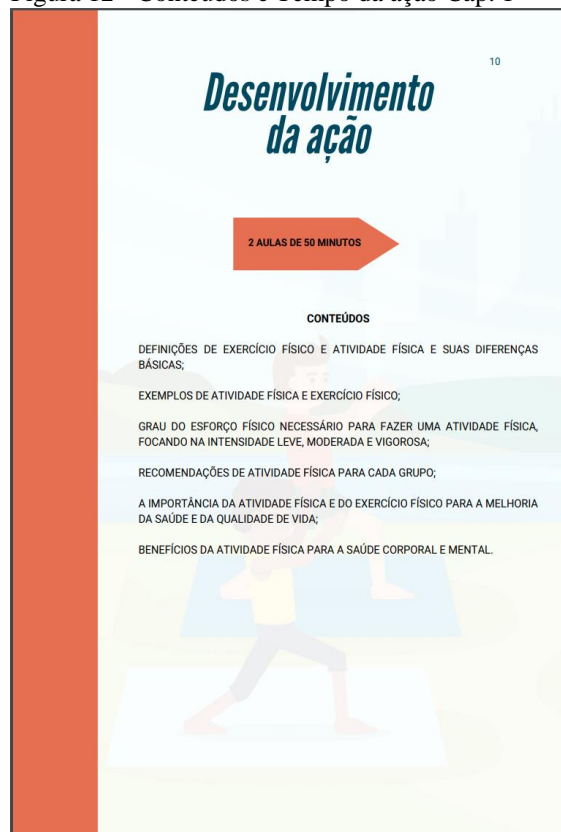 Figura 12 - Conteúdos e Tempo da ação Cap. 1
10
Desenvolvimento
da ação
2 AULAS DE 50 MINUTOS
CONTEÚDOS
DEFINIÇÕES DE EXERCÍCIO FÍSICO E ATIVIDADE FÍSICA E SUAS DIFERENÇAS
BÁSICAS;
EXEMPLOS DE ATIVIDADE FÍSICA E EXERCÍCIO FÍSICO;
GRAU DO ESFORÇO FÍSICO NECESSÁRIO PARA FAZER UMA ATIVIDADE FÍSICA,
FOCANDO NA INTENSIDADE LEVE, MODERADA E VIGOROSA;
RECOMENDAÇÕES DE ATIVIDADE FÍSICA PARA CADA GRUPO;
A IMPORTÂNCIA DA ATIVIDADE FÍSICA E DO EXERCÍCIO FÍSICO PARA A MELHORIA
DA SAÚDE E DA QUALIDADE DE VIDA;
BENEFÍCIOS DA ATIVIDADE FÍSICA PARA A SAÚDE CORPORAL E MENTAL.